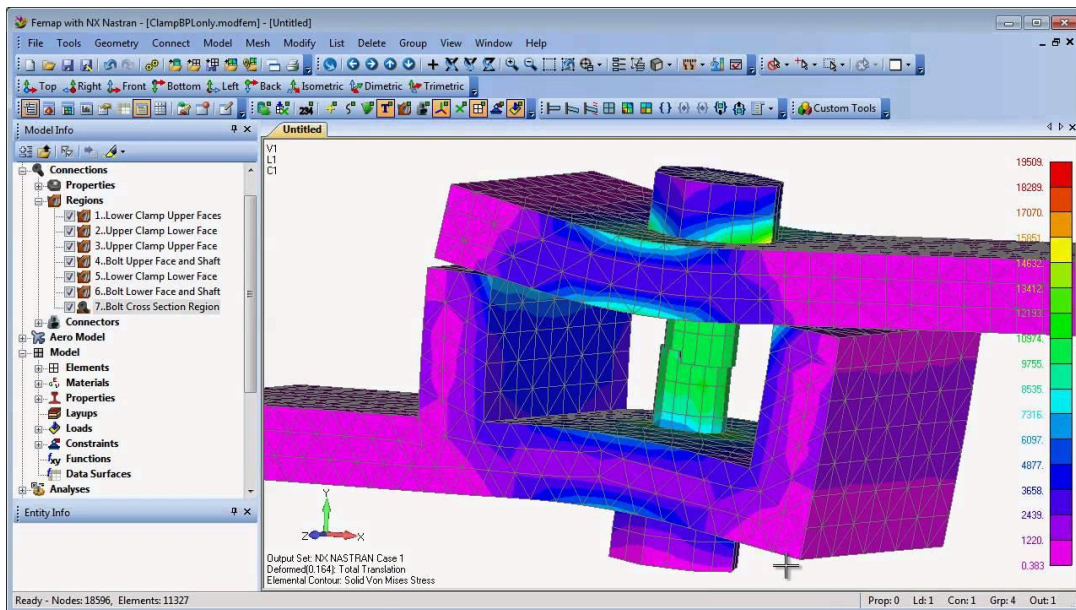 Femap with NX Nastran - [ClampBPLonly.modfem] - [Untitled]
File Tools Geometry Connect Model Mesh Modify List Delete Group View Window Help
Top Right Front Bottom Left Back Isometric Dimetric Trimetric
234
Custom Tools
Model Info
Untitled
Connections
Properties
Regions
1..Lower Clamp Upper Faces
2..Upper Clamp Lower Face
3..Upper Clamp Upper Face
4..Bolt Upper Face and Shaft
5..Lower Clamp Lower Face
6..Bolt Lower Face and Shaft
7..Bolt Cross Section Region
Connectors
Aero Model
Model
Elements
Materials
Properties
Layups
Loads
Constraints
fxy Functions
Data Surfaces
Analyses
Entity Info
V1
L1
C1
19509.
18289.
17070.
15851.
14632.
13412.
12193.
10974.
9755.
8535.
7316.
6097.
4877.
3658.
2439.
1220.
0.383
Y
Z X
Output Set: NX NASTRAN Case 1
Deformed(0.164): Total Translation
Elemental Contour: Solid Von Mises Stress
Ready - Nodes: 18596, Elements: 11327
Prop: 0 Ld: 1 Con: 1 Grp: 4 Out: 1